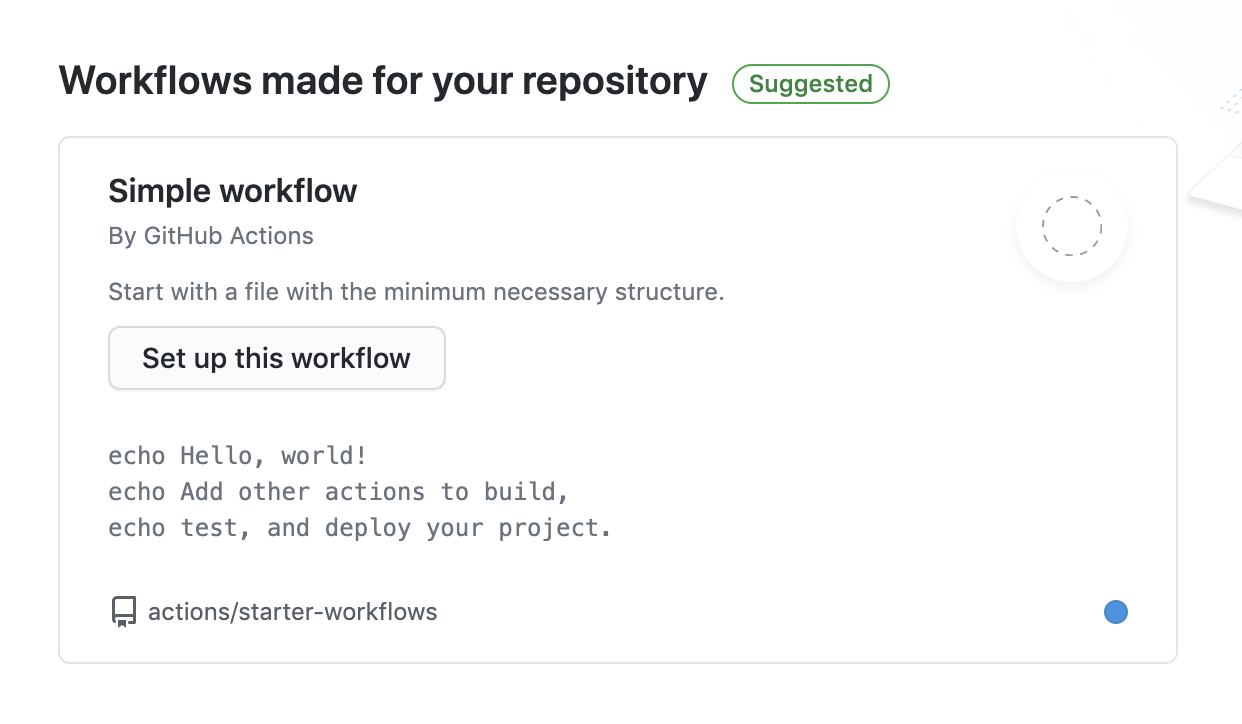 Workflows made for your repository Suggested
Simple workflow
By GitHub Actions
Start with a file with the minimum necessary structure.
Set up this workflow
echo Hello, world!
echo Add other actions to build,
echo test, and deploy your project.
actions/starter-workflows